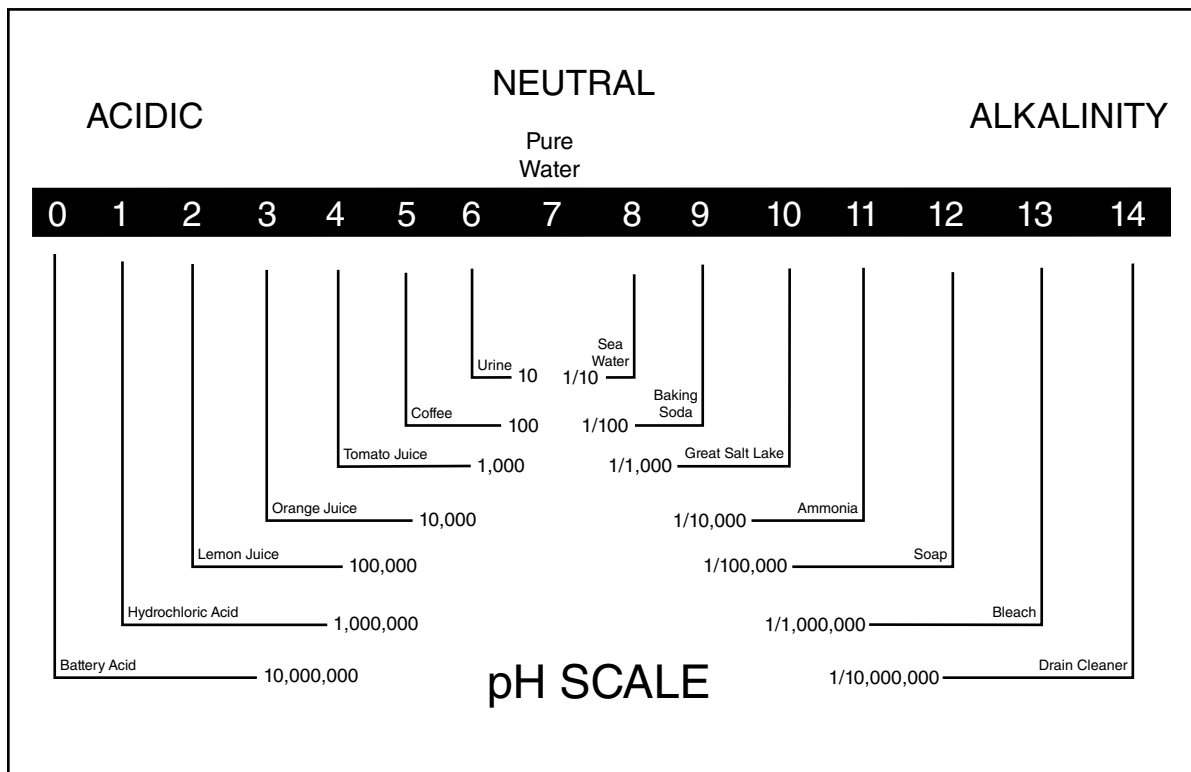 NEUTRAL
ACIDIC
ALKALINITY
Pure
Water
0 1 2 3 4 5 6 7 8 9 10 11 12 13 14
Urine 10
1/10 Sea
Water
Coffee 100
1/100 Baking
Soda
Tomato Juice 1,000
1/1,000 Great Salt Lake
Orange Juice 10,000
1/10,000 Ammonia
Lemon Juice 100,000
1/100,000 Soap
Hydrochloric Acid 1,000,000
1/1,000,000 Bleach
Battery Acid 10,000,000
1/10,000,000 Drain Cleaner
pH SCALE